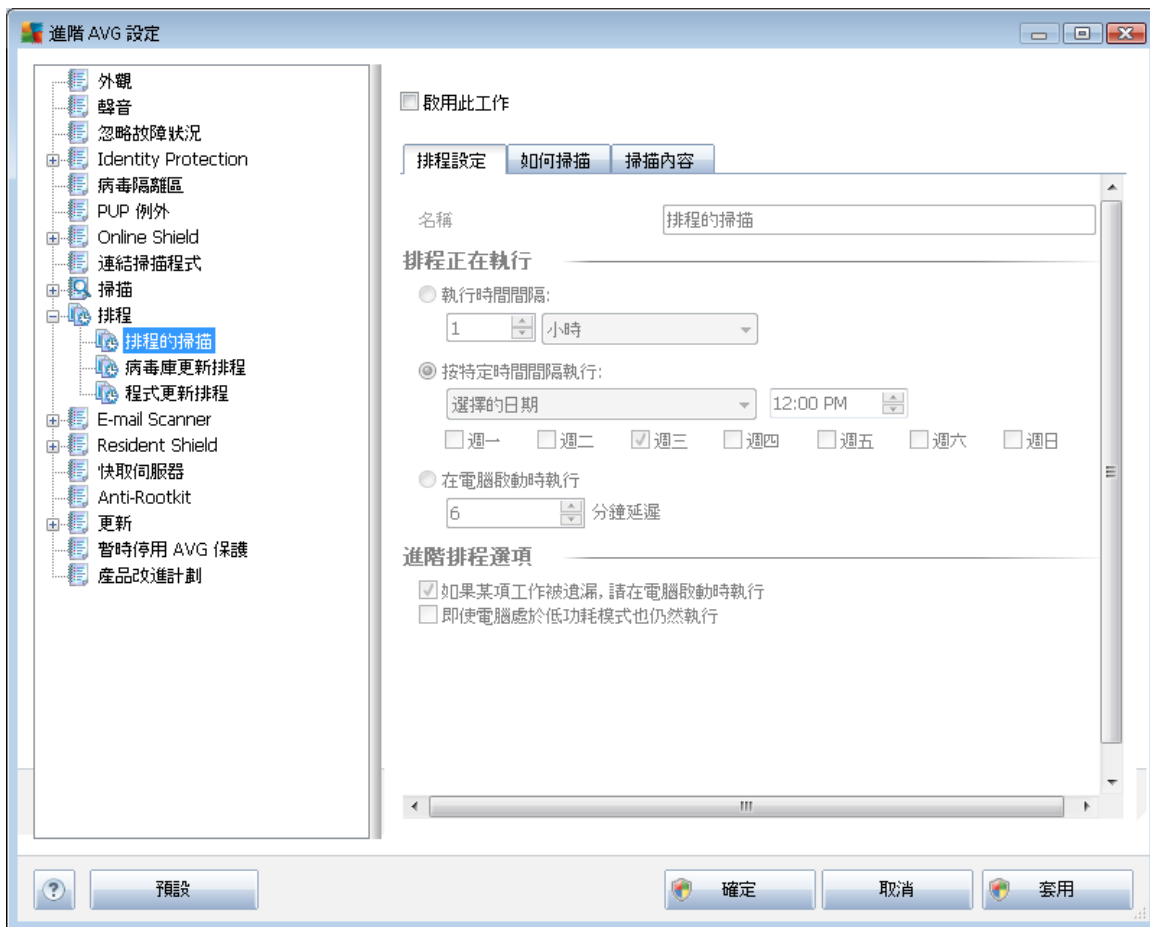 進階 AVG 設定
外觀
聲音
忽略故障狀況
Identity Protection
病毒隔離區
PUP 例外
Online Shield
連結掃描程式
掃描
排程
排程的掃描
病毒庫更新排程
程式更新排程
E-mail Scanner
Resident Shield
快取伺服器
Anti-Rootkit
更新
暫時停用 AVG 保護
產品改進計劃
啟用此工作
排程設定 如何掃描 掃描內容
名稱 排程的掃描
排程正在執行
執行時間間隔:
1 小時
按特定時間間隔執行:
選擇的日期 12:00 PM
週一 週二 週三 週四 週五 週六 週日
在電腦啟動時執行
6 分鐘延遲
進階排程選項
如果某項工作被遺漏, 請在電腦啟動時執行
即使電腦處於低功耗模式也仍然執行
? 預設 確定 取消 套用